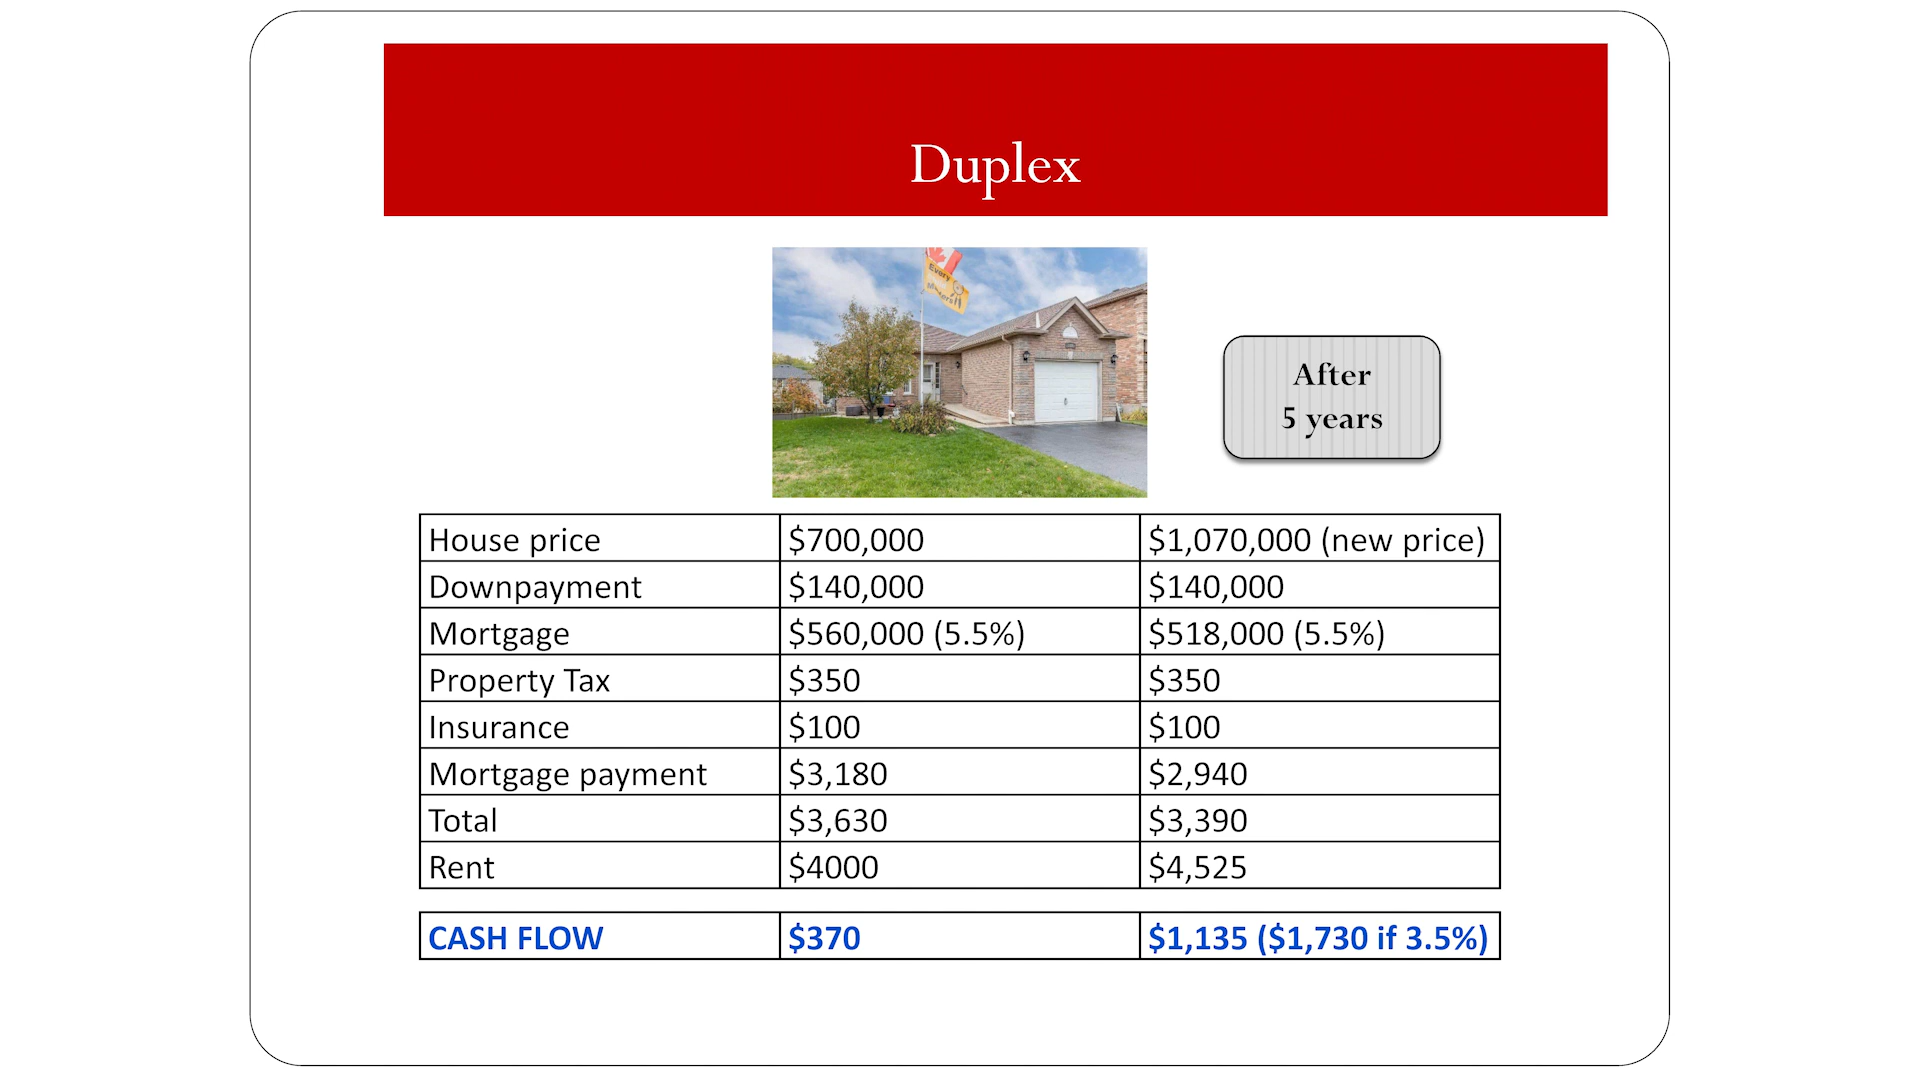 Duplex
Every
After
5 years
House price $700,000 $1,070,000 (new price)
Downpayment $140,000 $140,000
Mortgage $560,000 (5.5%) $518,000 (5.5%)
Property Tax $350 $350
Insurance $100 $100
Mortgage payment $3,180 $2,940
Total $3,630 $3,390
Rent $4000 $4,525
CASH FLOW $370 $1,135 ($1,730 if 3.5%)